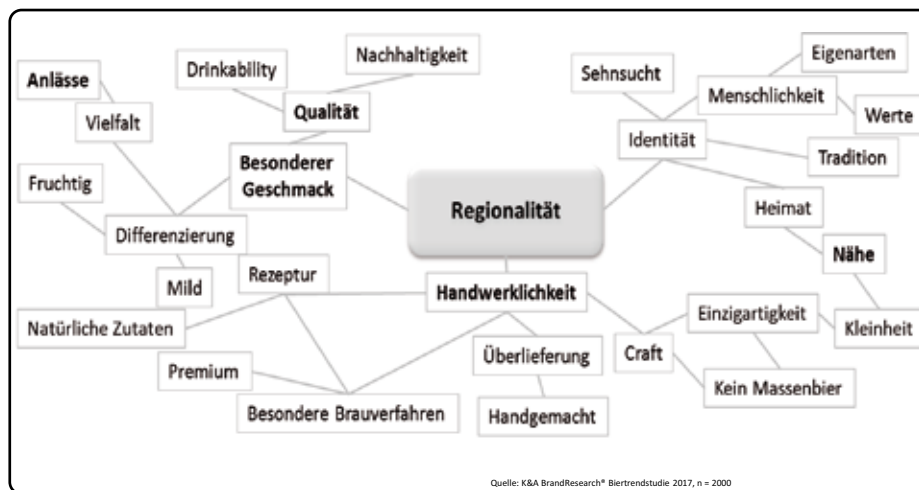 Nachhaltigkeit
Eigenarten
Drinkability
Sehnsucht
Anlässe
Menschlichkeit
Qualität
Werte
Vielfalt
Identität
Tradition
Besonderer
Geschmack
Fruchtig
Regionalität
Heimat
Differenzierung
Nähe
Rezeptur
Mild
Handwerklichkeit
Einzigartigkeit
Natürliche Zutaten
Kleinheit
Überlieferung
Craft
Premium
Kein Massenbier
Besondere Brauverfahren
Handgemacht
Quelle: K&A BrandResearch® Biertrendstudie 2017, n = 2000